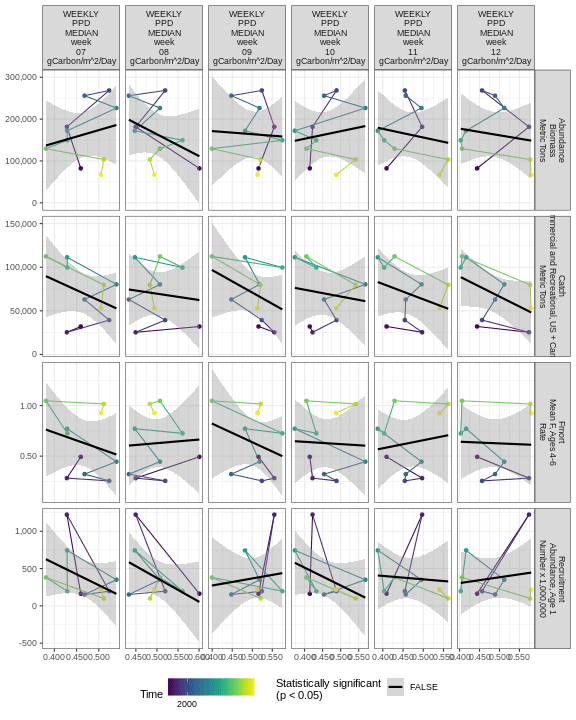 WEEKLY
PPD
MEDIAN
week
07
gCarbon/m^2/Day
WEEKLY
PPD
MEDIAN
week
08
gCarbon/m^2/Day
WEEKLY
PPD
MEDIAN
week
09
gCarbon/m^2/Day
WEEKLY
PPD
MEDIAN
week
10
gCarbon/m^2/Day
WEEKLY
PPD
MEDIAN
week
11
gCarbon/m^2/Day
WEEKLY
PPD
MEDIAN
week
12
gCarbon/m^2/Day
300,000
200,000
100,000
0
Abundance
Biomass
Metric Tons
150,000
100,000
50,000
0
Catch
mmercial and Recreational, US + Can
Metric Tons
1.00
0.50
Fmort
Mean F, Ages 4-6
Rate
1,000
500
0
-500
Recruitment
Abundance, Age 1
Number x 1,000,000
0.400 0.450 0.500
0.450 0.500 0.550
0.450 0.500 0.550
0.400 0.450 0.500 0.550
0.400 0.450 0.500
0.400 0.450 0.500 0.550
Time
2000
Statistically significant
(p < 0.05)
FALSE